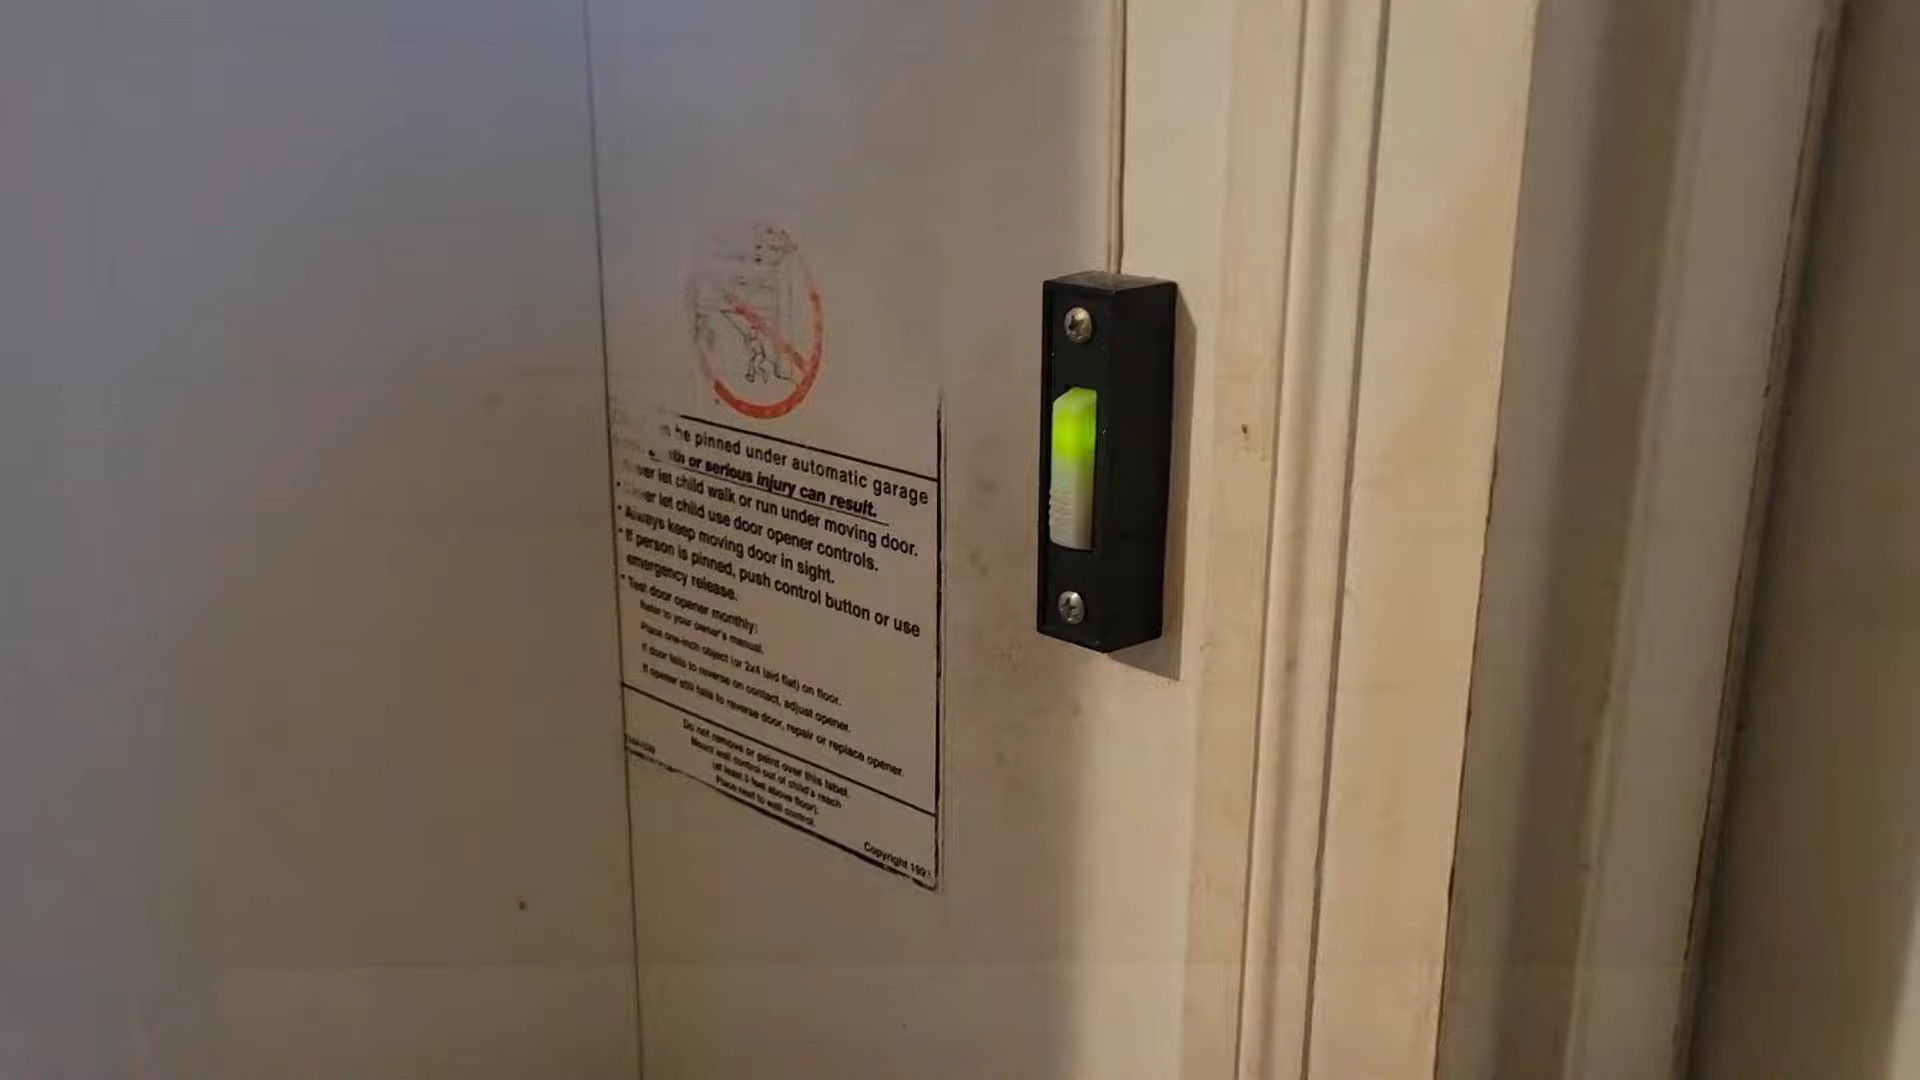 be pinned under automatic garage
or serious injury can result.
let child walk or run under moving door.
let child use door opener controls.
* Always keep moving door in sight.
* If person is pinned, push control button or use
emergency release.
* Test door opener monthly:
Refer to your owner's manual.
Place one-inch object (or 2x4 laid flat) on floor.
If door fails to reverse on contact, adjust opener.
If opener still fails to reverse door, repair or replace opener.
Do not remove or paint over this label.
Mount wall control out of child's reach
(at least 5 feet above floor).
Place next to wall control.
Copyright